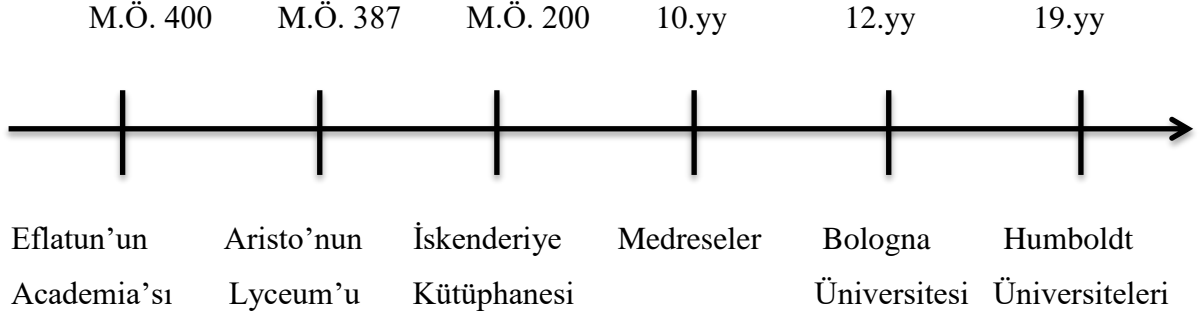 M.Ö. 400 M.Ö. 387 M.Ö. 200 10.yy 12.yy 19.yy
Eflatun’un Aristo’nun İskenderiye Medreseler Bologna Humboldt
Academia’sı Lyceum’u Kütüphanesi Üniversitesi Üniversiteleri